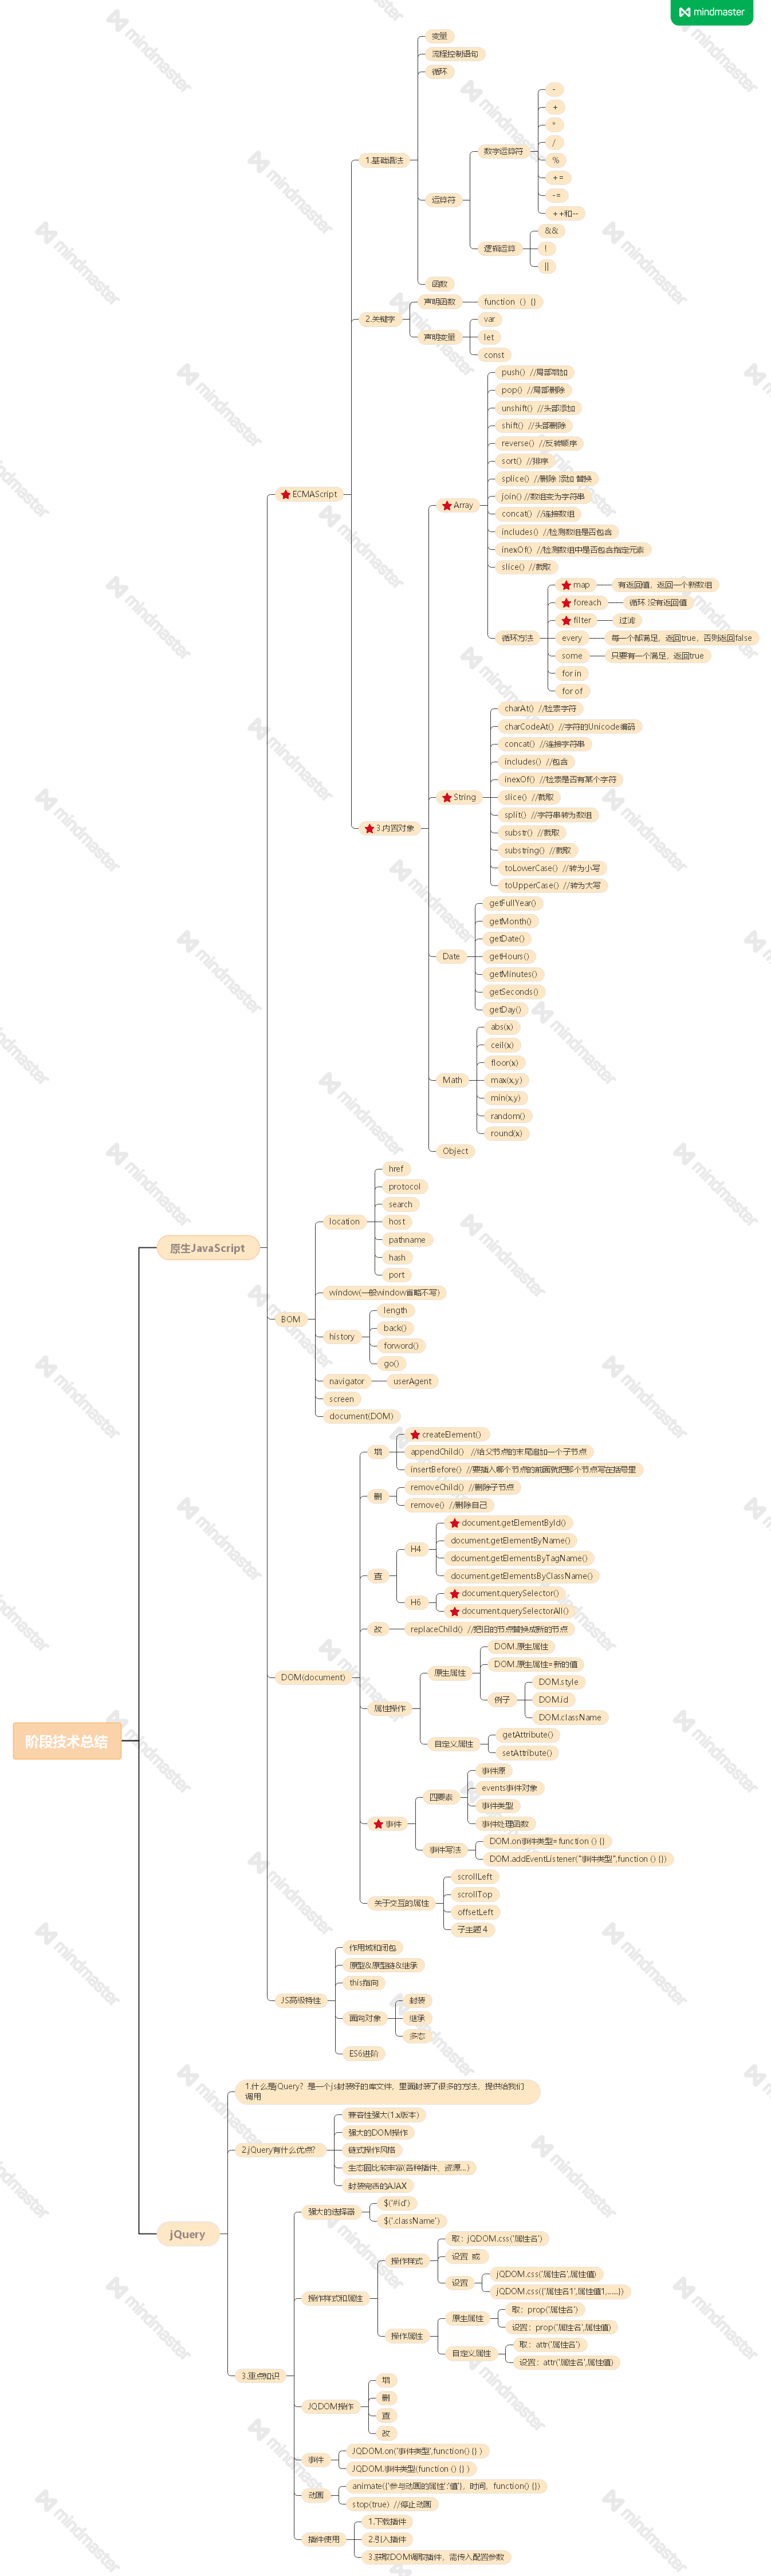 mindmaster
阶段技术总结
原生JavaScript
ECMAScript
1.基础语法
变量
流程控制语句
循环
运算符
数字运算符
-
+
*
/
%
+=
-=
++和--
逻辑运算
&&
!
||
函数
2.关键字
声明函数
function（）{}
声明变量
var
let
const
3.内置对象
Array
push() //局部增加
pop() //局部删除
unshift() //头部添加
shift() //头部删除
reverse() //反转顺序
sort() //排序
splice() //删除 添加 替换
join() //数组变为字符串
concat() //连接数组
includes() //检测数组是否包含
inexOf() //检测数组中是否包含指定元素
slice() //截取
循环方法
map
有返回值，返回一个新数组
foreach
循环 没有返回值
filter
过滤
every
每一个都满足，返回true，否则返回false
some
只要有一个满足，返回true
for in
for of
String
charAt() //检索字符
charCodeAt() //字符的Unicode编码
concat() //连接字符串
includes() //包含
inexOf() //检索是否有某个字符
slice() //截取
split() //字符串转为数组
substr() //截取
substring() //截取
toLowerCase() //转为小写
toUpperCase() //转为大写
Date
getFullYear()
getMonth()
getDate()
getHours()
getMinutes()
getSeconds()
getDay()
Math
abs(x)
ceil(x)
floor(x)
max(x,y)
min(x,y)
random()
round(x)
Object
BOM
location
href
protocol
search
host
pathname
hash
port
window(一般window省略不写)
history
length
back()
forword()
go()
navigator
userAgent
screen
document(DOM)
DOM(document)
增
createElement()
appendChild() //给父节点的末尾追加一个子节点
insertBefore() //要插入哪个节点的前面就把那个节点写在括号里
删
removeChild() //删除子节点
remove() //删除自己
查
H4
document.getElementById()
document.getElementByName()
document.getElementsByTagName()
document.getElementsByClassName()
H6
document.querySelector()
document.querySelectorAll()
改
replaceChild() //把旧的节点替换成新的节点
属性操作
原生属性
DOM.原生属性
DOM.原生属性=新的值
例子
DOM.style
DOM.id
DOM.className
自定义属性
getAttribute()
setAttribute()
事件
四要素
事件源
events事件对象
事件类型
事件处理函数
事件写法
DOM.on事件类型=function () {}
DOM.addEventListener("事件类型",function () {})
关于交互的属性
scrollLeft
scrollTop
offsetLeft
子主题 4
JS高级特性
作用域和闭包
原型&原型链&继承
this指向
面向对象
封装
继承
多态
ES6进阶
jQuery
1.什么是jQuery？是一个js封装好的库文件，里面封装了很多的方法，提供给我们
调用
2.jQuery有什么优点?
兼容性强大(1.x版本)
强大的DOM操作
链式操作风格
生态圈比较丰富(各种插件，资源...)
封装完善的AJAX
3.重点知识
强大的选择器
$('#id')
$('.className')
操作样式和属性
操作样式
取：jQDOM.css('属性名')
设置 或
设置
jQDOM.css('属性名',属性值)
jQDOM.css({'属性名1',属性值1,......})
操作属性
原生属性
取：prop('属性名')
设置：prop('属性名',属性值)
自定义属性
取：attr('属性名')
设置：attr('属性名',属性值)
JQDOM操作
增
删
查
改
事件
JQDOM.on('事件类型',function() {} )
JQDOM.事件类型(function () {} )
动画
animate({'参与动画的属性':'值'}，时间，function() {})
stop(true) //停止动画
插件使用
1.下载插件
2.引入插件
3.获取DOM调取插件，需传入配置参数